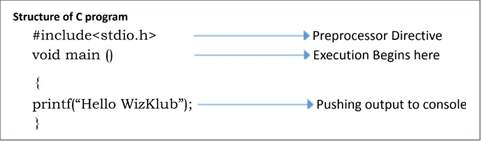 Structure of C program
#include<stdio.h> Preprocessor Directive
void main () Execution Begins here
{
printf(“Hello WizKlub”); Pushing output to console
}